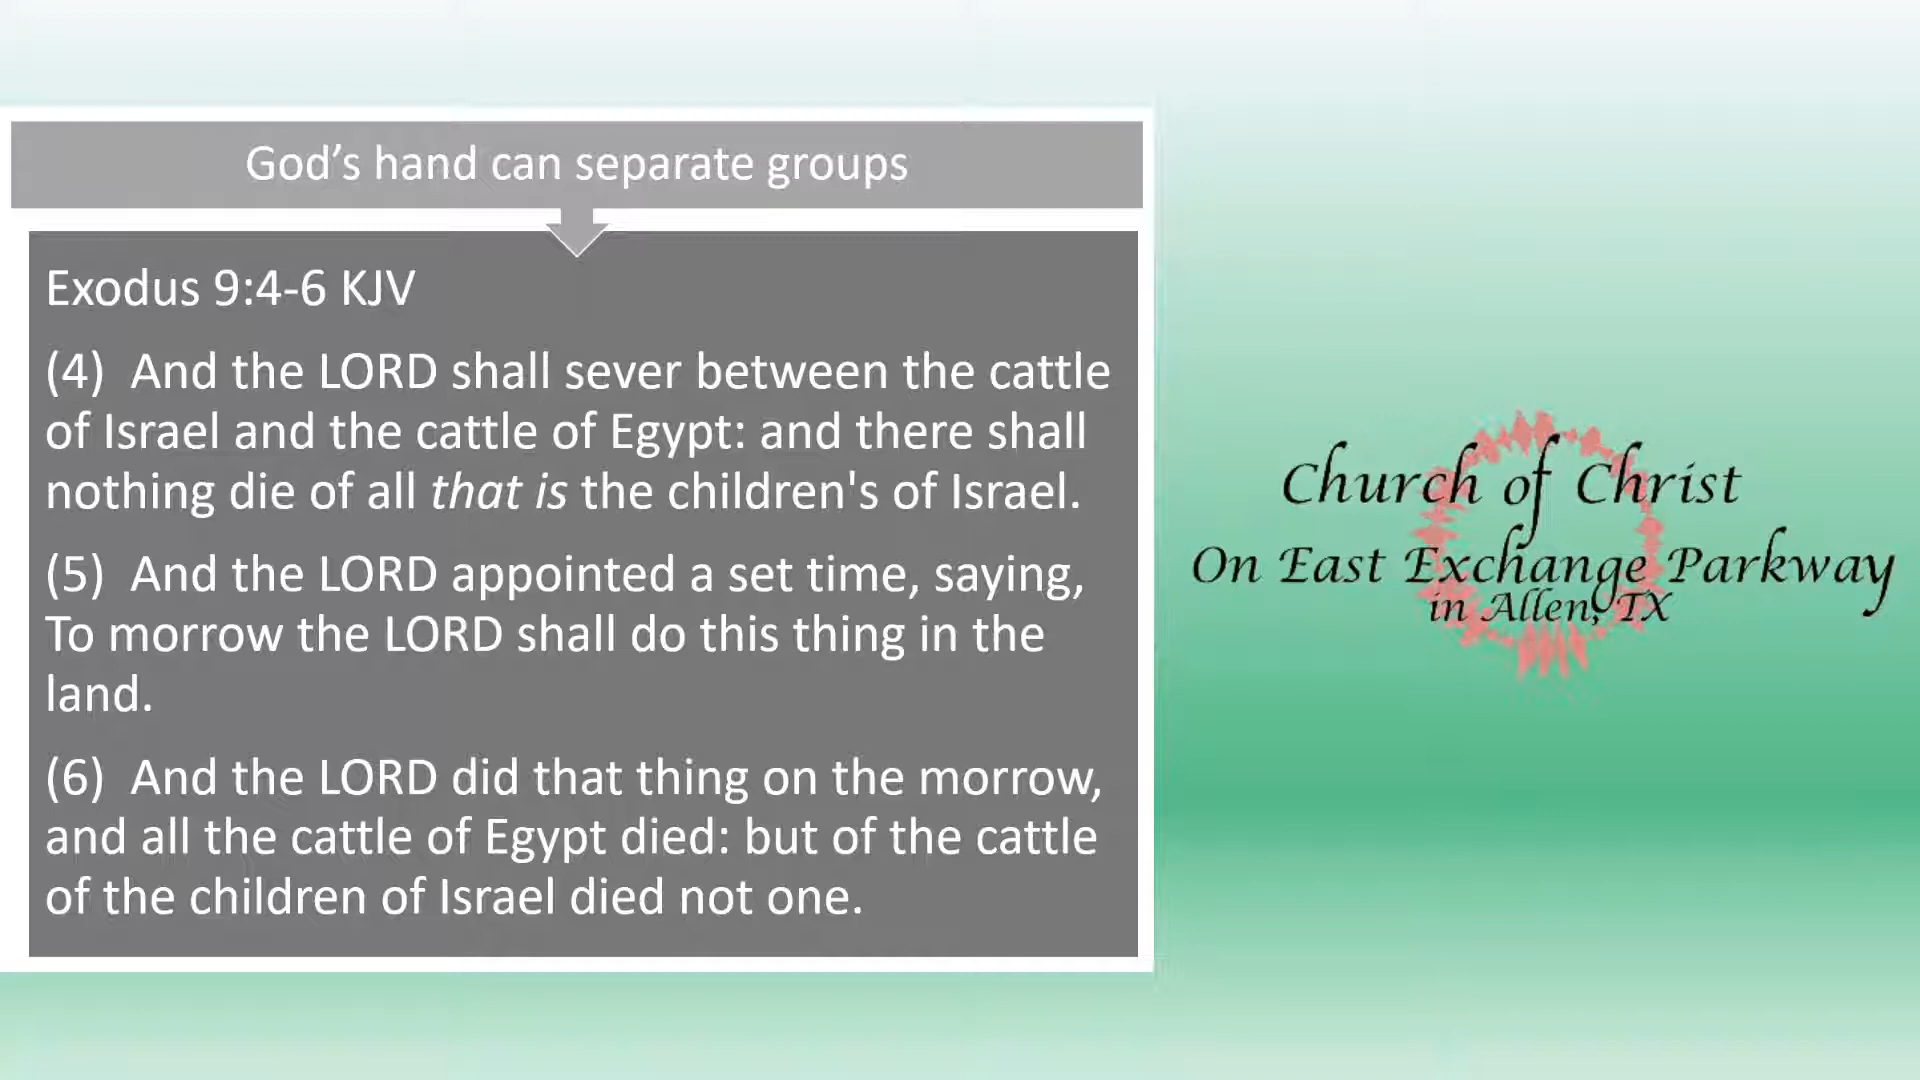 God’s hand can separate groups
Exodus 9:4-6 KJV
(4)  And the LORD shall sever between the cattle
of Israel and the cattle of Egypt: and there shall
nothing die of all that is the children's of Israel.
(5)  And the LORD appointed a set time, saying,
To morrow the LORD shall do this thing in the
land.
(6)  And the LORD did that thing on the morrow,
and all the cattle of Egypt died: but of the cattle
of the children of Israel died not one.
Church of Christ
On East Exchange Parkway
in Allen, TX